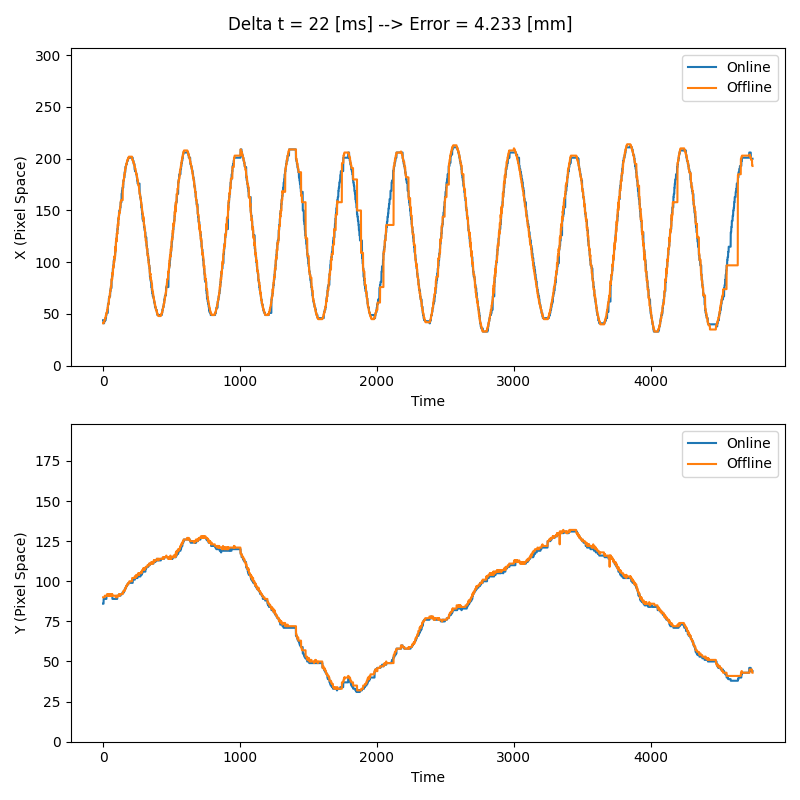 Delta t = 22 [ms] --> Error = 4.233 [mm]
300
250
200
150
100
50
0
X (Pixel Space)
Online
Offline
0 1000 2000 3000 4000
Time
175
150
125
100
75
50
25
0
Y (Pixel Space)
Online
Offline
0 1000 2000 3000 4000
Time